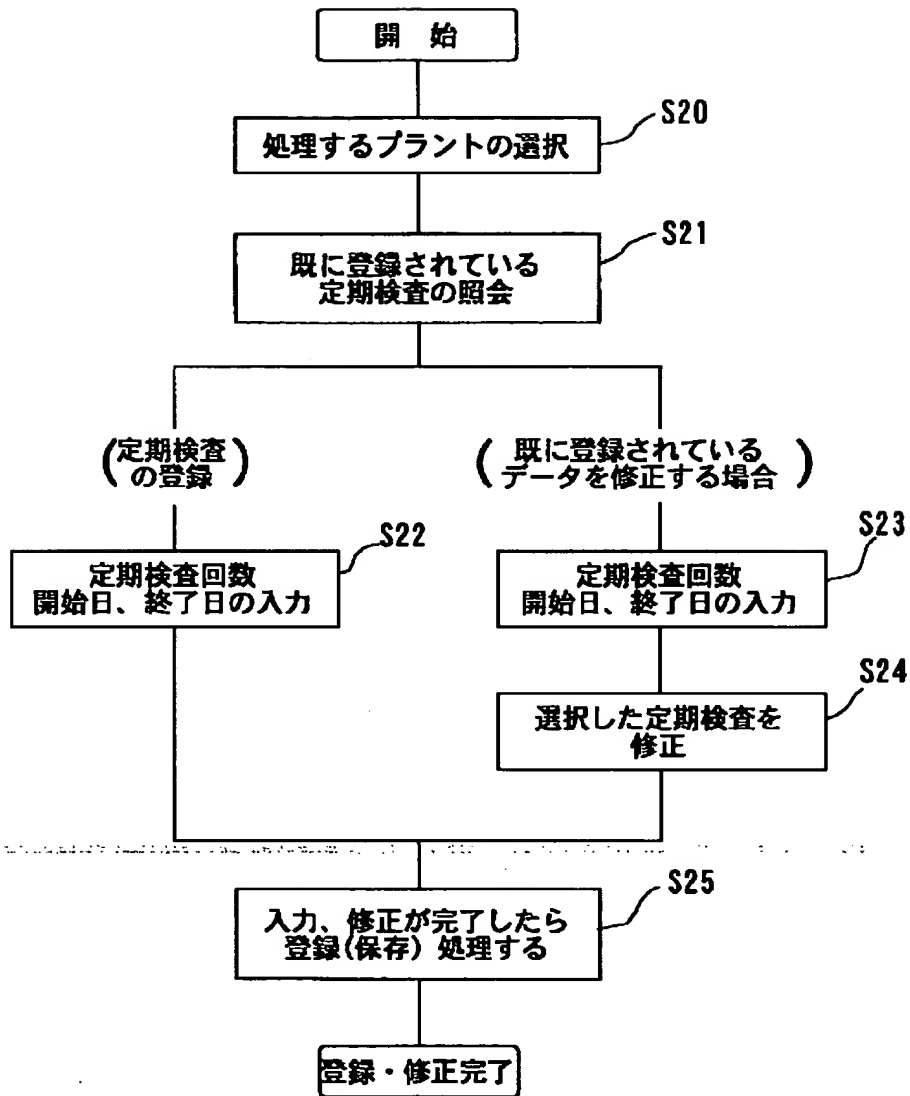 開 始
S20
処理するプラントの選択
S21
既に登録されている
定期検査の照会
(定期検査
の登録)
(既に登録されている
データを修正する場合)
S22
定期検査回数
開始日、終了日の入力
S23
定期検査回数
開始日、終了日の入力
S24
選択した定期検査を
修正
S25
入力、修正が完了したら
登録(保存)処理する
登録・修正完了